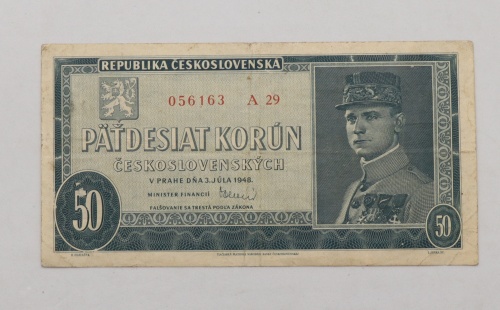 REPUBLIKA ČESKOSLOVENSKÁ
056163 A 29
PÄŤDESIAT KORÚN
ČESKOSLOVENSKÝCH
V PRAHE DŇA 3. JÚLA 1948.
MINISTER FINANCIÍ
FALŠOVANIE SA TRESTÁ PODĽA ZÁKONA
50
50